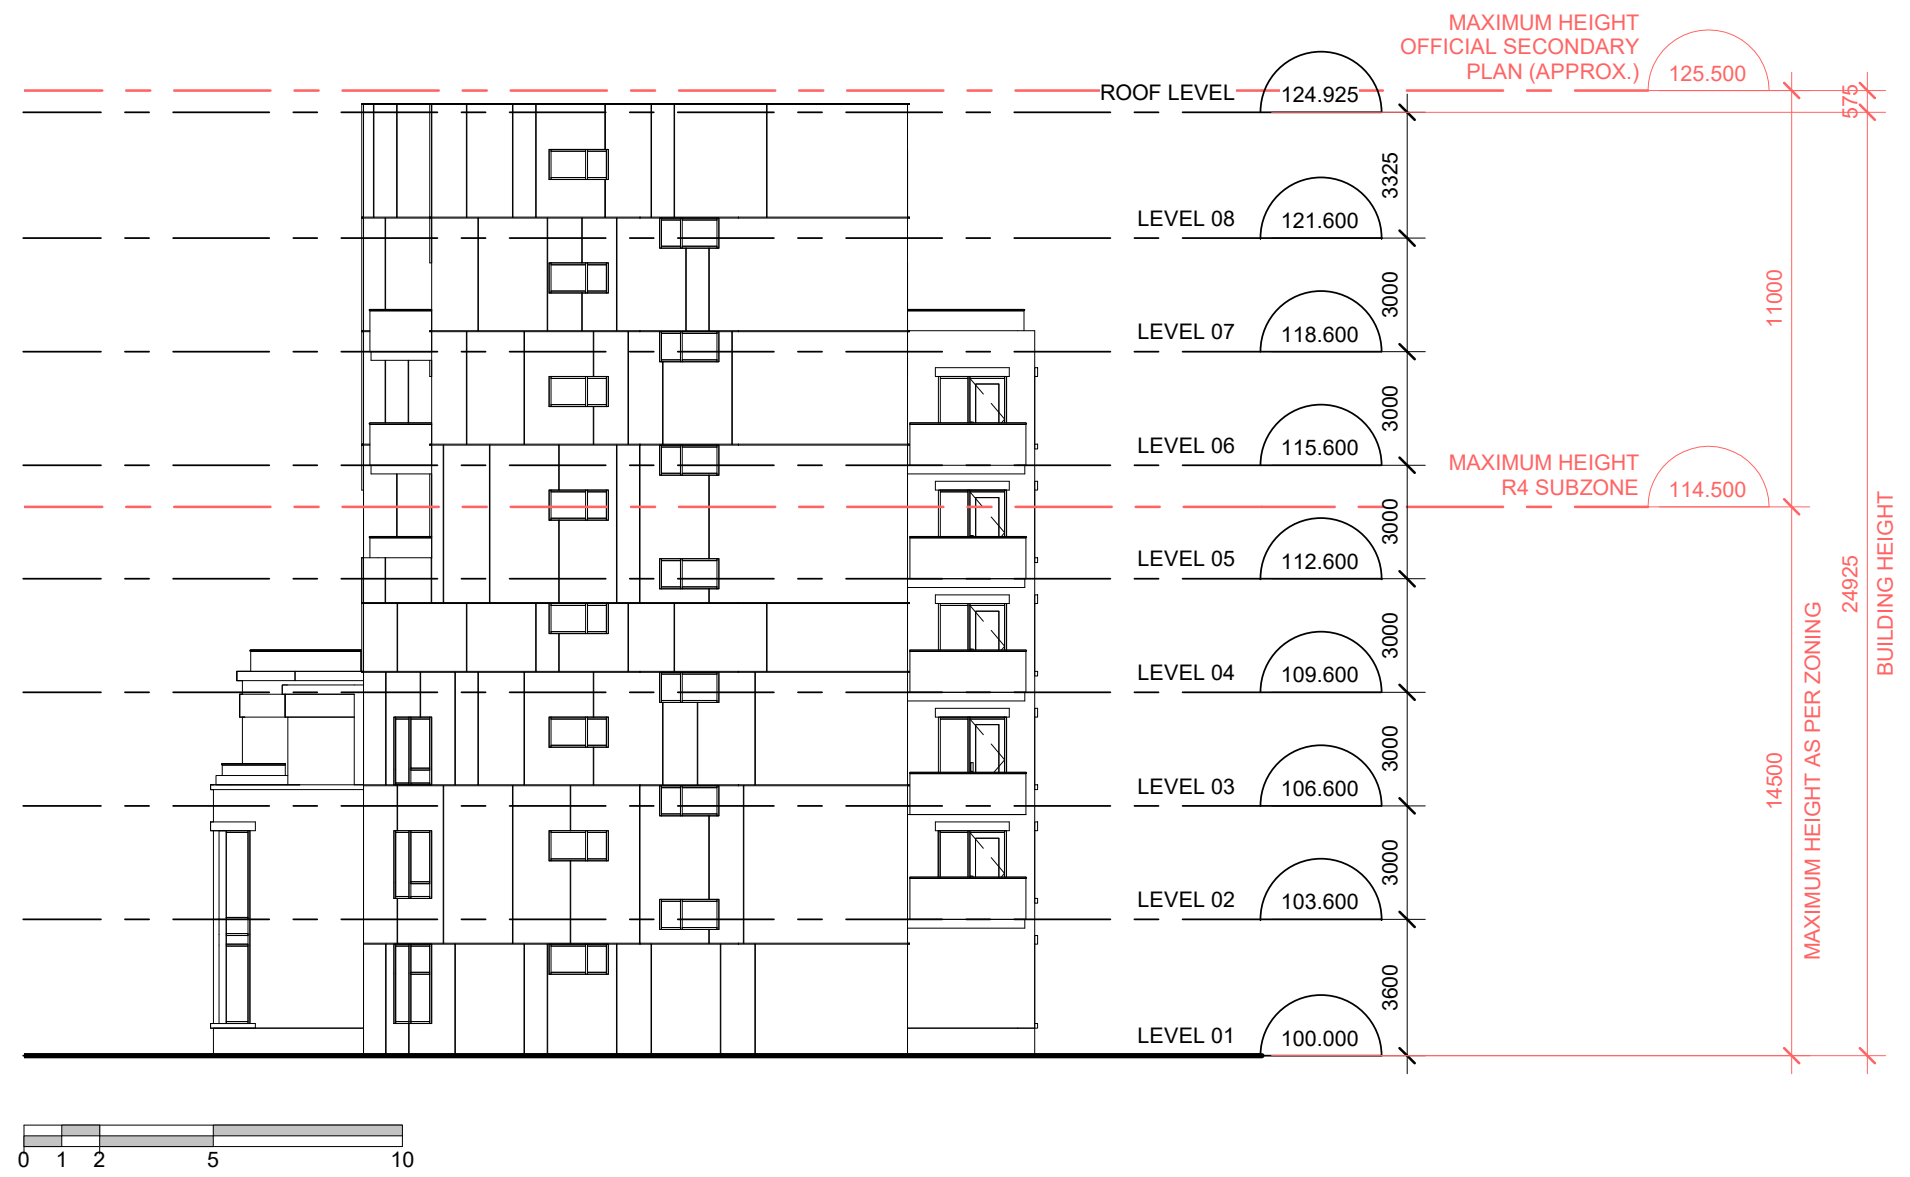 MAXIMUM HEIGHT
OFFICIAL SECONDARY
PLAN (APPROX.)
125.500
ROOF LEVEL
124.925
575
3325
LEVEL 08
121.600
3000
11000
LEVEL 07
118.600
3000
LEVEL 06
115.600
MAXIMUM HEIGHT
R4 SUBZONE
114.500
3000
LEVEL 05
112.600
24925
BUILDING HEIGHT
3000
LEVEL 04
109.600
MAXIMUM HEIGHT AS PER ZONING
3000
14500
LEVEL 03
106.600
3000
LEVEL 02
103.600
3600
LEVEL 01
100.000
0 1 2 5 10